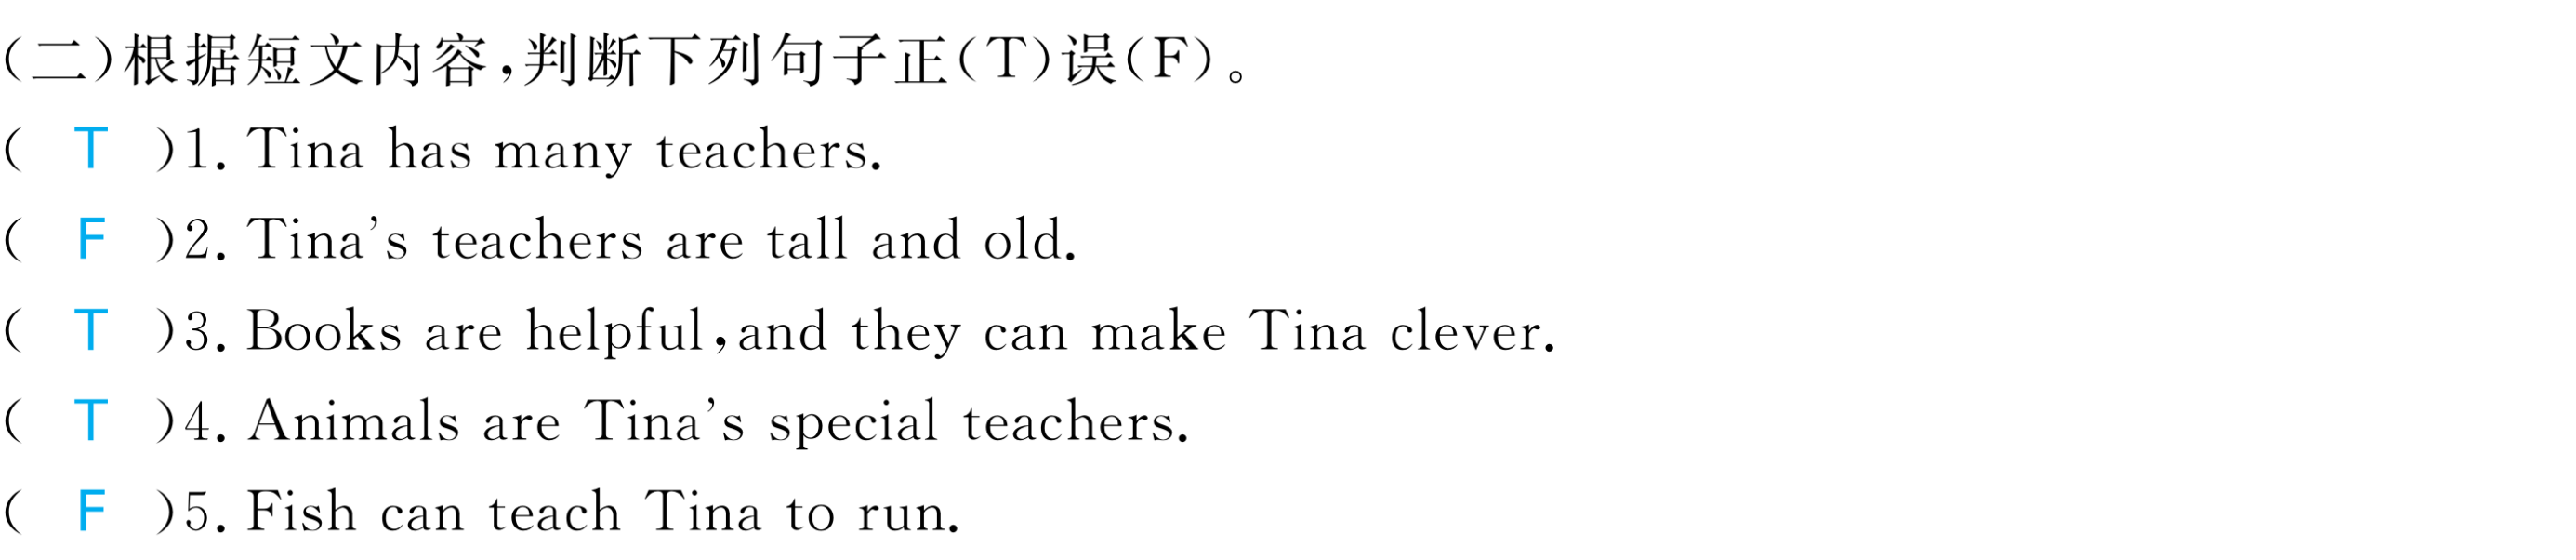 (二)根据短文内容,判断下列句子正(T)误(F)。
( T )1. Tina has many teachers.
( F )2. Tina's teachers are tall and old.
( T )3. Books are helpful,and they can make Tina clever.
( T )4. Animals are Tina's special teachers.
( F )5. Fish can teach Tina to run.